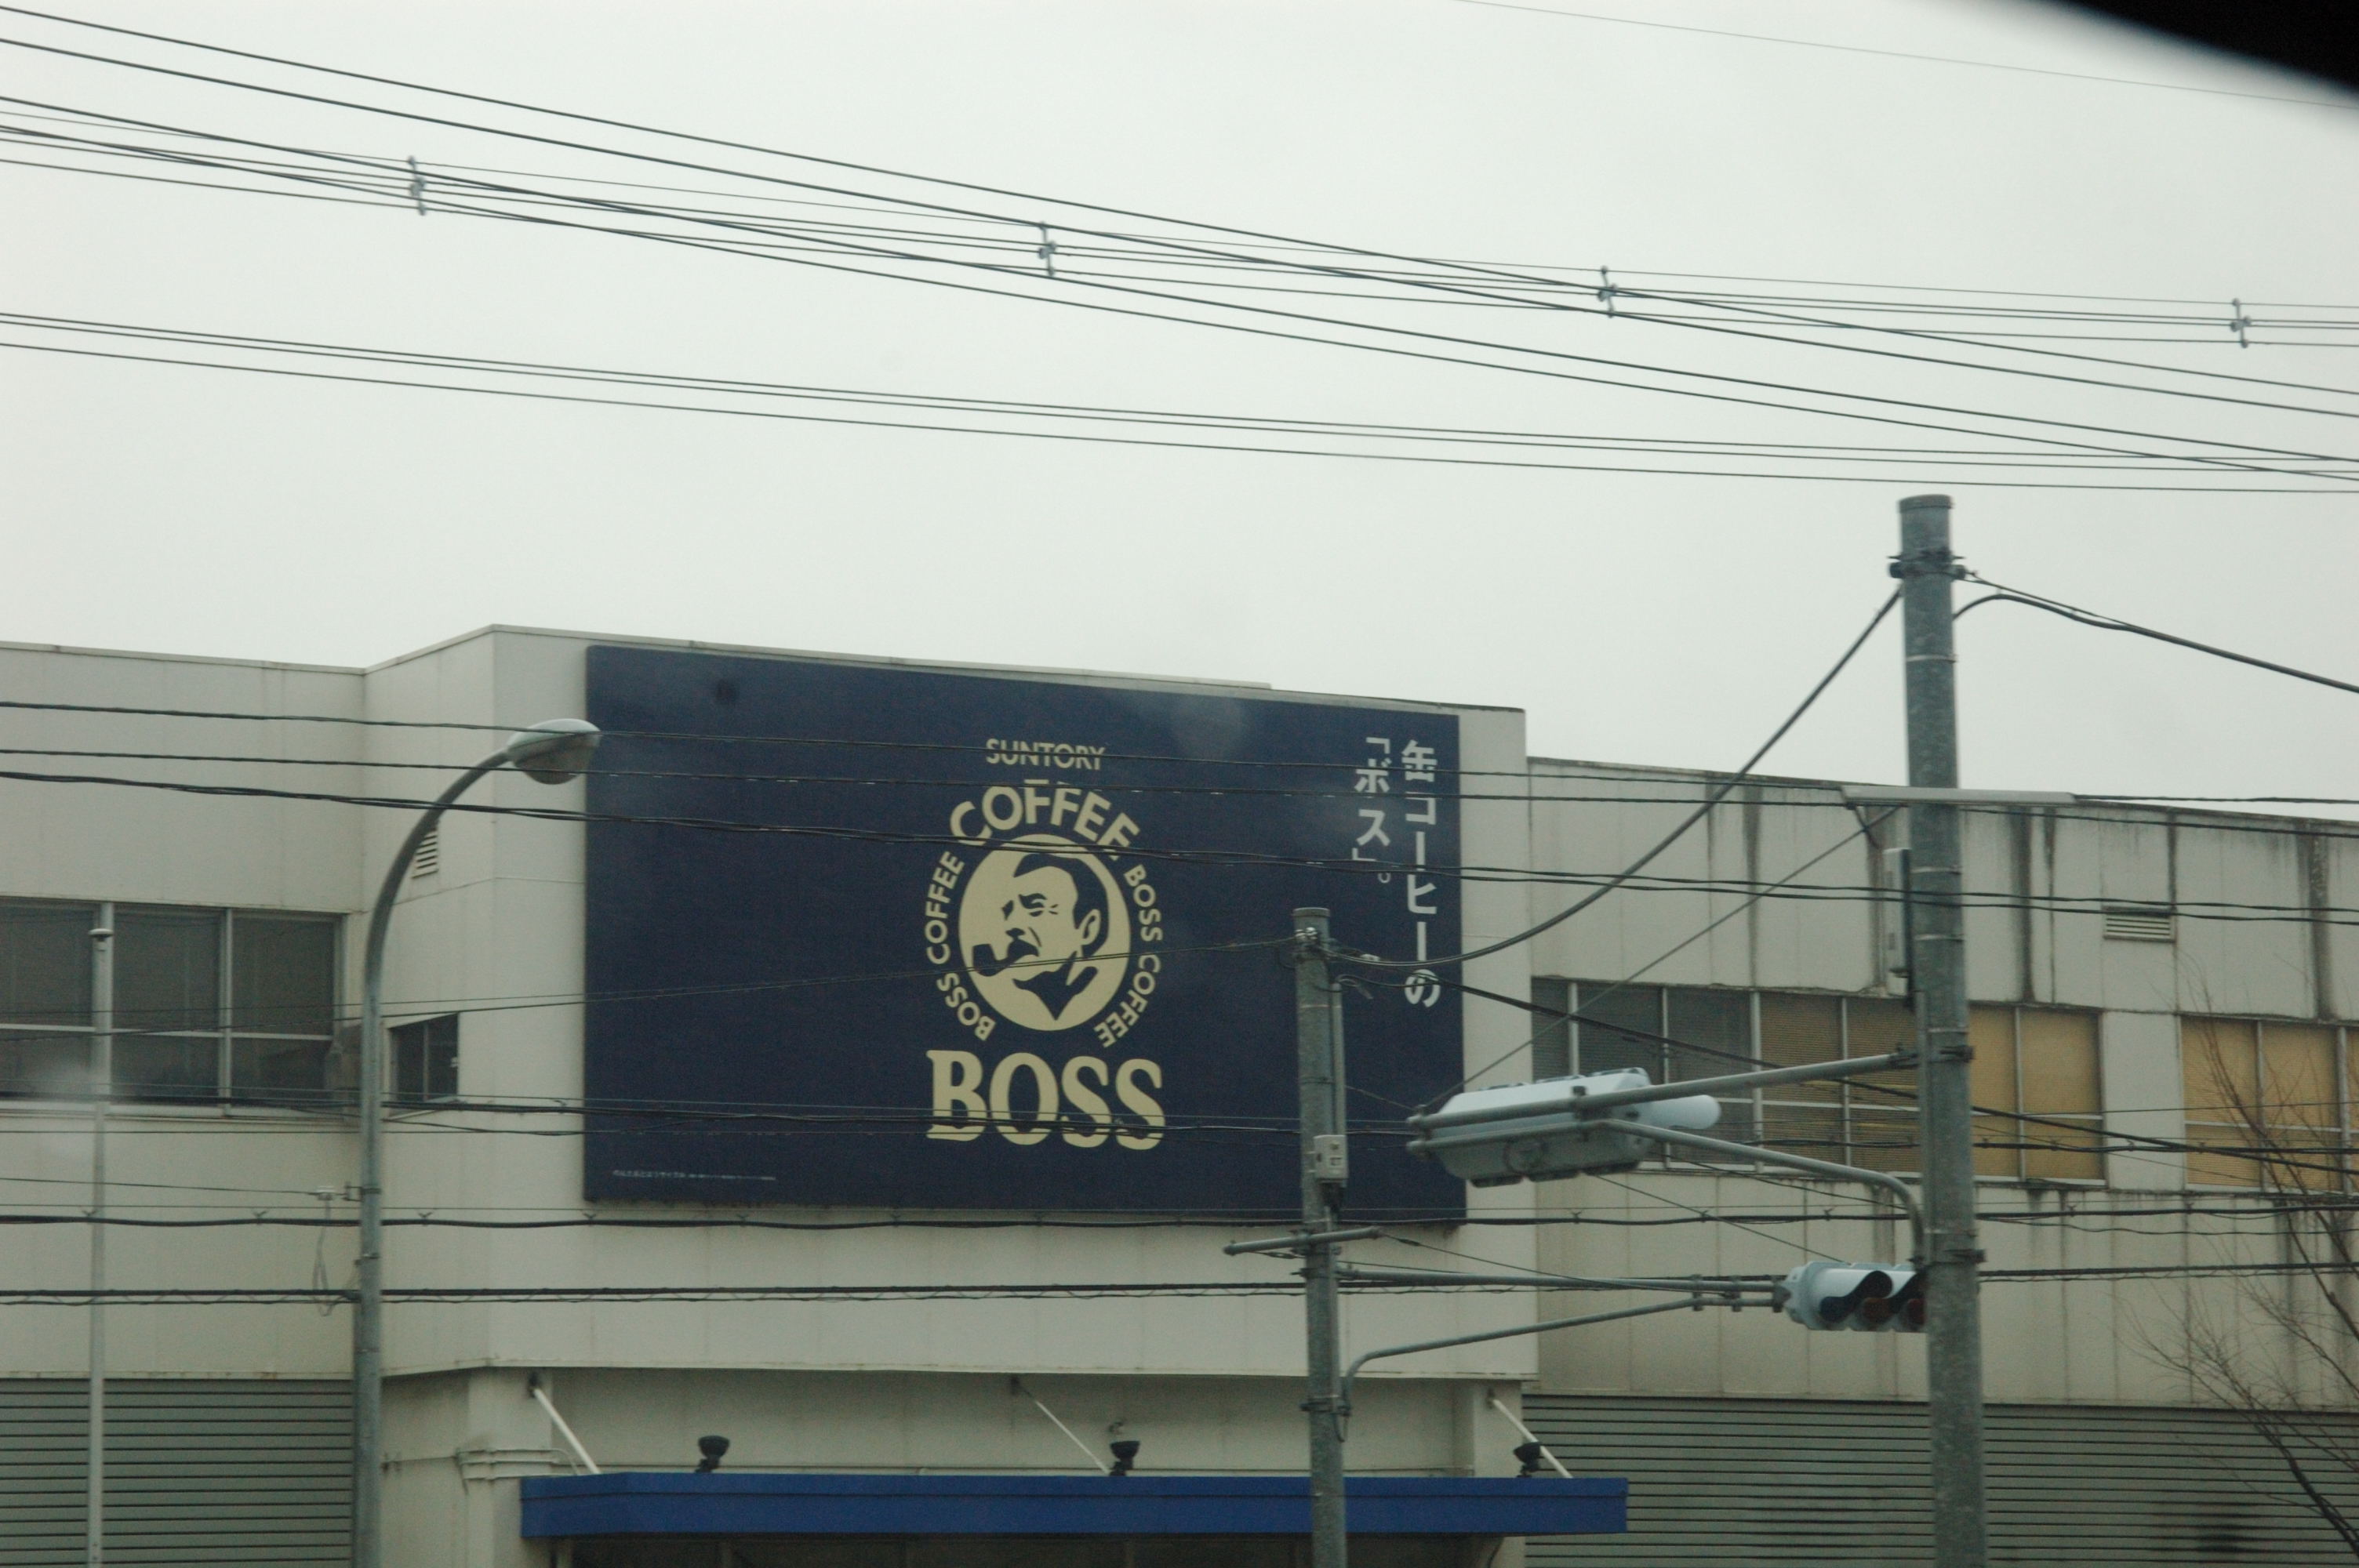 缶コーヒーの
「ボス」。
SUNTORY
COFFEE
BOSS COFFEE
BOSS COFFEE
BOSS